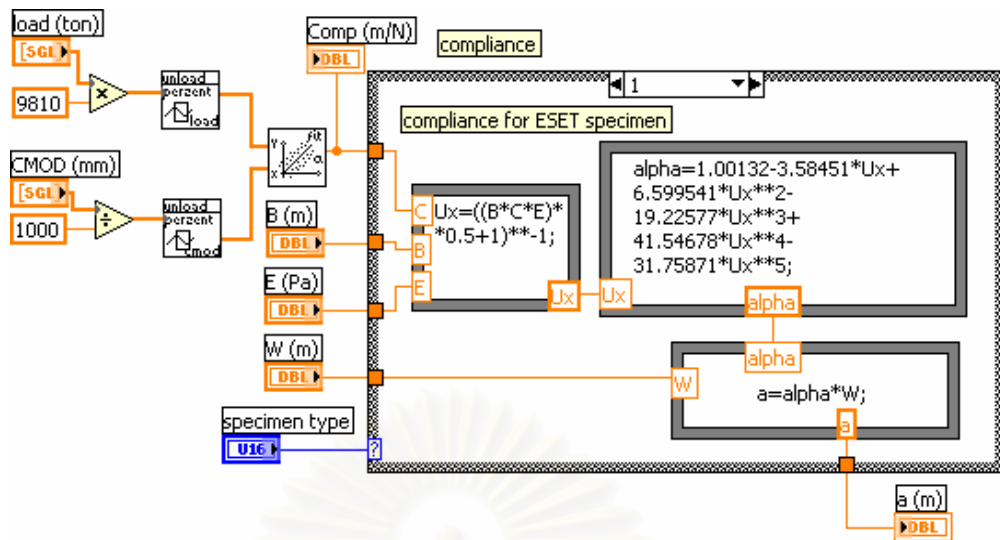 load (ton)
[SGL]
9810
×
unload
perzent
load
CMOD (mm)
[SGL]
1000
÷
unload
perzent
cmod
Y
X
fit
a
Comp (m/N)
DBL
compliance
1
compliance for ESET specimen
B (m)
DBL
E (Pa)
DBL
W (m)
DBL
specimen type
U16
?
C
B
E
Ux=((B*C*E)*
*0.5+1)**-1;
Ux
Ux
alpha=1.00132-3.58451*Ux+
6.599541*Ux**2-
19.22577*Ux**3+
41.54678*Ux**4-
31.75871*Ux**5;
alpha
alpha
W
a=alpha*W;
a
a (m)
DBL